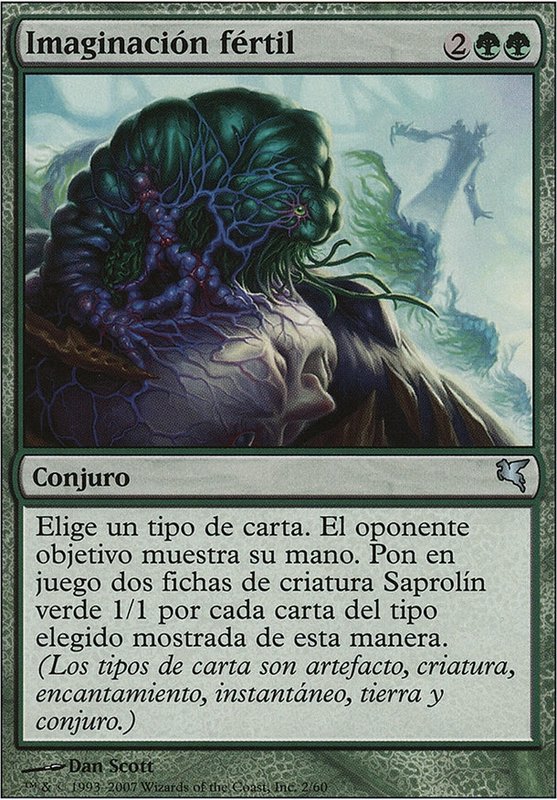 Imaginación fértil 2
Conjuro
Elige un tipo de carta. El oponente
objetivo muestra su mano. Pon en
juego dos fichas de criatura Saprolín
verde 1/1 por cada carta del tipo
elegido mostrada de esta manera.
(Los tipos de carta son artefacto, criatura,
encantamiento, instantáneo, tierra y
conjuro.)
Dan Scott
™ & © 1993-2007 Wizards of the Coast, Inc. 2/60